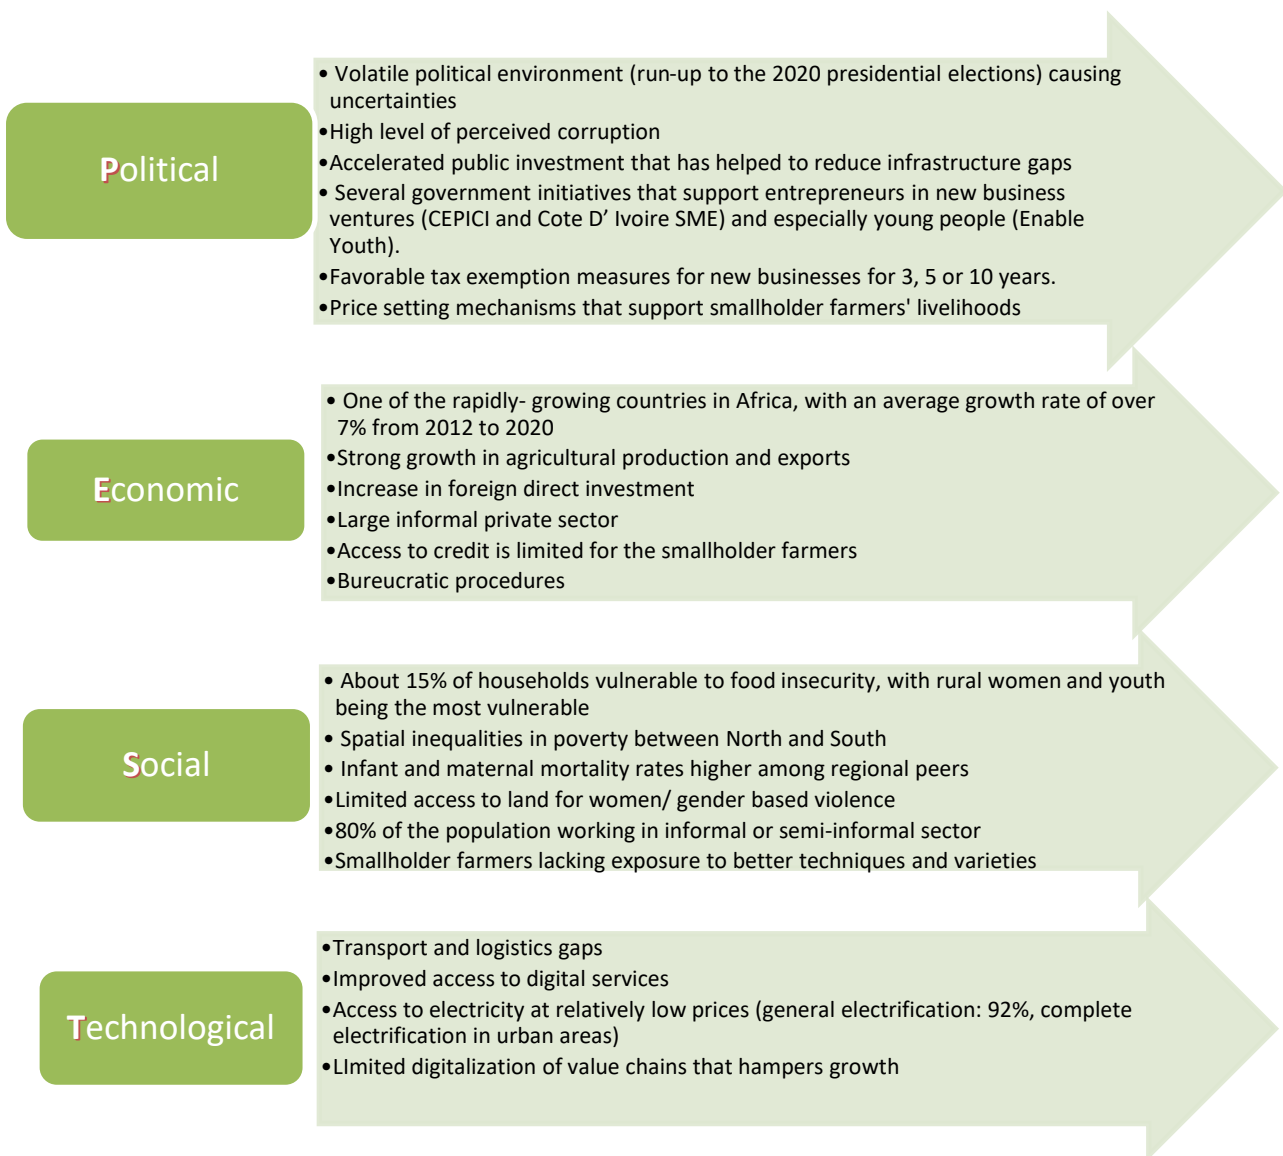 Political
• Volatile political environment (run-up to the 2020 presidential elections) causing
uncertainties
•High level of perceived corruption
•Accelerated public investment that has helped to reduce infrastructure gaps
• Several government initiatives that support entrepreneurs in new business
ventures (CEPICI and Cote D’ Ivoire SME) and especially young people (Enable
Youth).
•Favorable tax exemption measures for new businesses for 3, 5 or 10 years.
•Price setting mechanisms that support smallholder farmers' livelihoods
Economic
• One of the rapidly- growing countries in Africa, with an average growth rate of over
7% from 2012 to 2020
•Strong growth in agricultural production and exports
•Increase in foreign direct investment
•Large informal private sector
•Access to credit is limited for the smallholder farmers
•Bureucratic procedures
Social
• About 15% of households vulnerable to food insecurity, with rural women and youth
being the most vulnerable
• Spatial inequalities in poverty between North and South
• Infant and maternal mortality rates higher among regional peers
•Limited access to land for women/ gender based violence
•80% of the population working in informal or semi-informal sector
•Smallholder farmers lacking exposure to better techniques and varieties
Technological
•Transport and logistics gaps
•Improved access to digital services
•Access to electricity at relatively low prices (general electrification: 92%, complete
electrification in urban areas)
•LImited digitalization of value chains that hampers growth